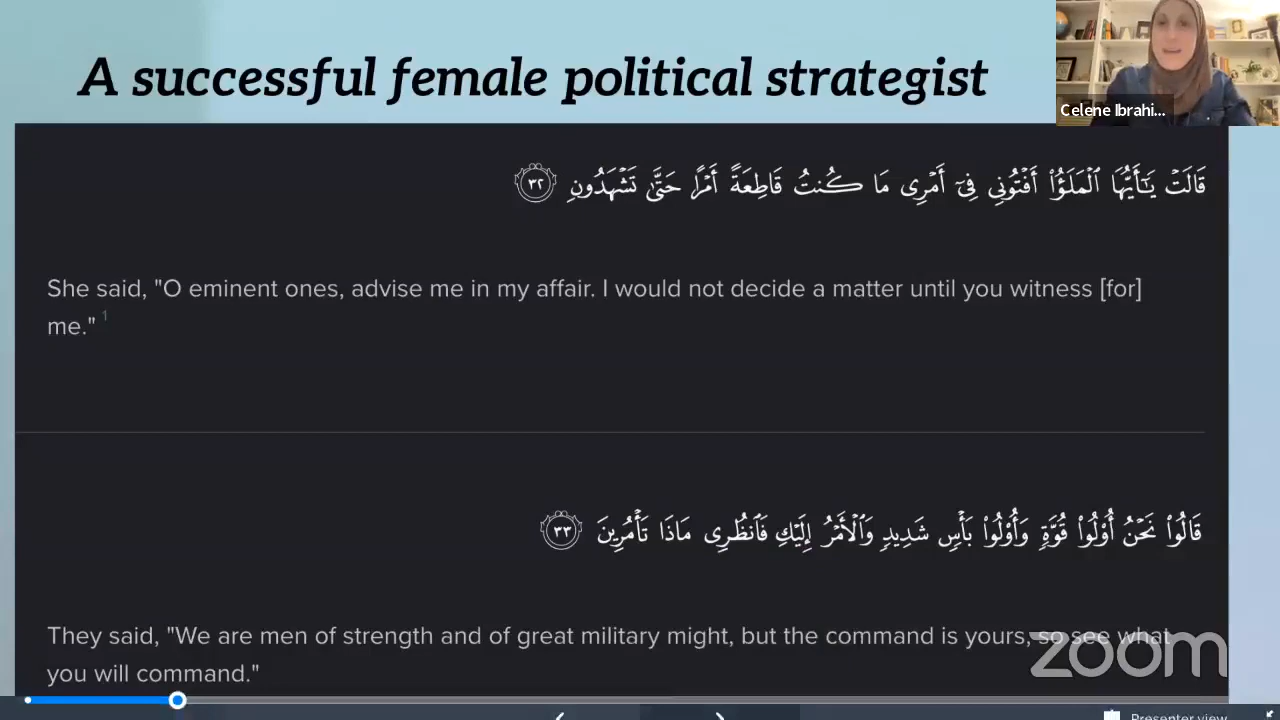 A successful female political strategist
Celene Ibrahi...
قَالَتْ يَـٰٓأَيُّهَا ٱلْمَلَؤُا۟ أَفْتُونِى فِىٓ أَمْرِى مَا كُنتُ قَاطِعَةً أَمْرًا حَتَّىٰ تَشْهَدُونِ ٣٢
She said, "O eminent ones, advise me in my affair. I would not decide a matter until you witness [for]
me." 1
قَالُوا۟ نَحْنُ أُو۟لُوا۟ قُوَّةٍۢ وَأُو۟لُوا۟ بَأْسٍۢ شَدِيدٍۢ وَٱلْأَمْرُ إِلَيْكِ فَٱنظُرِى مَاذَا تَأْمُرِينَ ٣٣
They said, "We are men of strength and of great military might, but the command is yours, so see what
you will command."
zoom
Presenter view